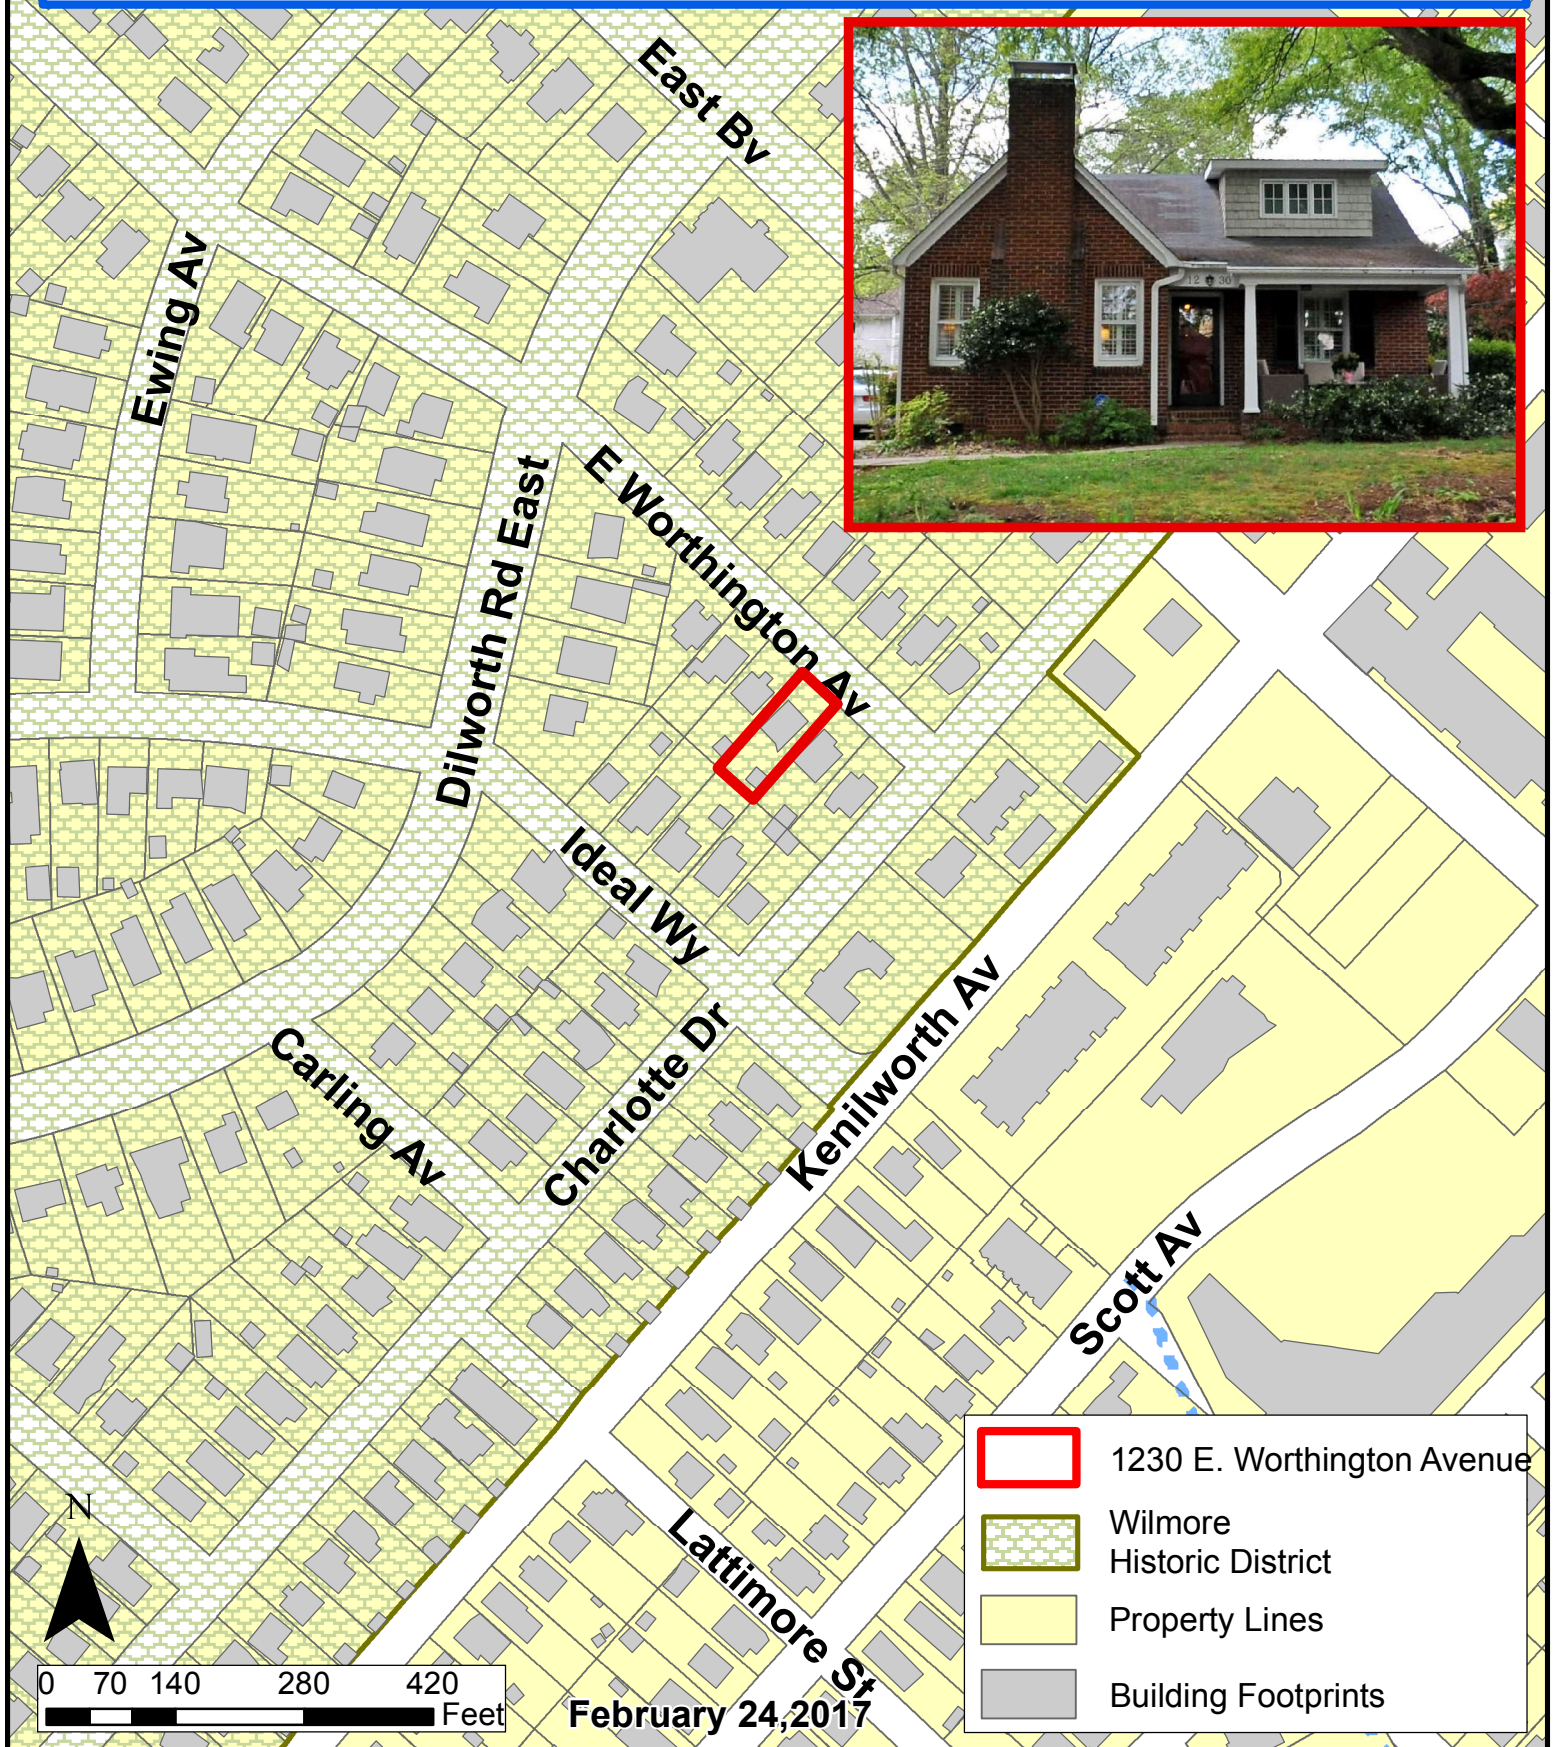 East Bv
12 30
Ewing Av
E Worthington Av
Dilworth Rd East
Ideal Wy
Charlotte Dr
Carling Av
Kenilworth Av
Scott Av
Lattimore St
1230 E. Worthington Avenue
Wilmore
Historic District
Property Lines
Building Footprints
N
0 70 140 280 420
Feet
February 24,2017